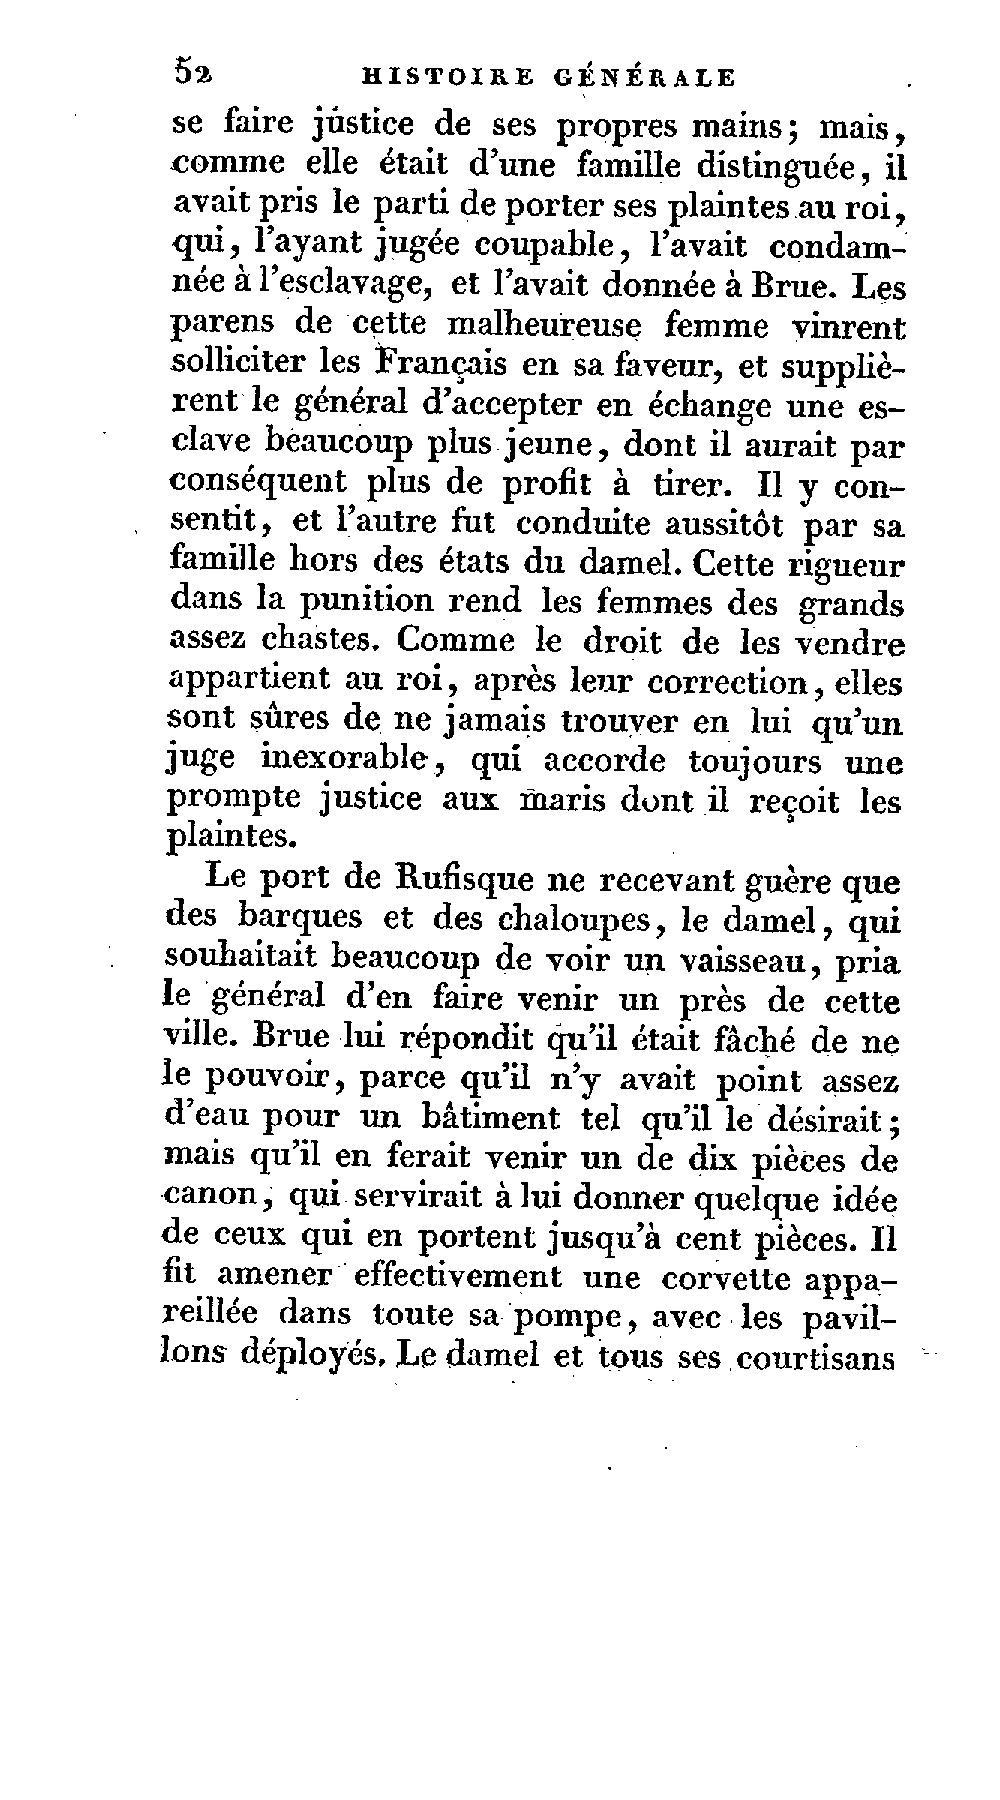 52 HISTOIRE GÉNÉRALE
se faire justice de ses propres mains; mais,
comme elle était d'une famille distinguée, il
avait pris le parti de porter ses plaintes au roi,
qui, l'ayant jugée coupable, l'avait condam-
née à l'esclavage, et l'avait donnée à Brue. Les
parens de cette malheureuse femme vinrent
solliciter les Français en sa faveur, et suppliè-
rent le général d'accepter en échange une es-
clave beaucoup plus jeune, dont il aurait par
conséquent plus de profit à tirer. Il y con-
sentit, et l'autre fut conduite aussitôt par sa
famille hors des états du damel. Cette rigueur
dans la punition rend les femmes des grands
assez chastes. Comme le droit de les vendre
appartient au roi, après leur correction, elles
sont sûres de ne jamais trouver en lui qu'un
juge inexorable, qui accorde toujours une
prompte justice aux maris dont il reçoit les
plaintes.
Le port de Rufisque ne recevant guère que
des barques et des chaloupes, le damel, qui
souhaitait beaucoup de voir un vaisseau, pria
le général d'en faire venir un près de cette
ville. Brue lui répondit qu'il était fâché de ne
le pouvoir, parce qu'il n'y avait point assez
d'eau pour un bâtiment tel qu'il le désirait;
mais qu'il en ferait venir un de dix pièces de
canon, qui servirait à lui donner quelque idée
de ceux qui en portent jusqu'à cent pièces. Il
fit amener effectivement une corvette appa-
reillée dans toute sa pompe, avec les pavil-
lons déployés. Le damel et tous ses courtisans